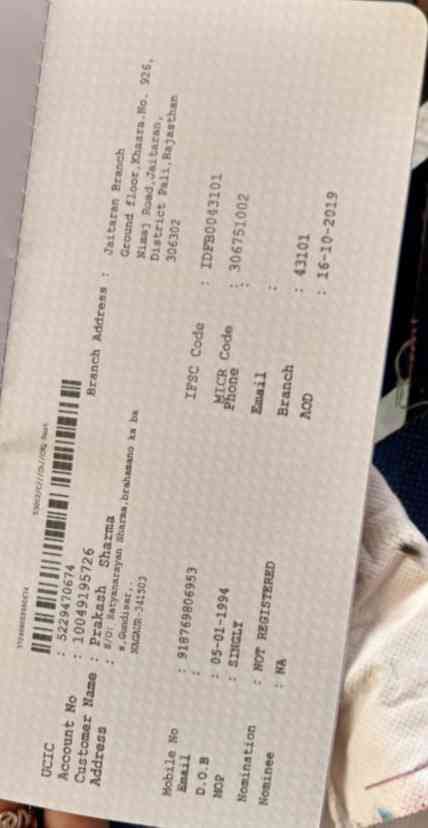 UCIC : 5229470674
Account No : 10049195726
Customer Name : Prakash Sharma
Address : S/O: Satyanarayan Sharma,brahamano ka ba
s,Gundisar,.
NAGAUR-341503
Mobile No : 918769806953
Email :
D.O.B : 05-01-1994
MOP : SINGLY
Nomination : NOT REGISTERED
Nominee : NA
Branch Address : Jaitaran Branch
Ground floor,Khasra.No. 926,
Nimaj Road,Jaitaran,
District Pali,Rajasthan
306302
IFSC Code : IDFB0043101
MICR Code : 306751002
Phone :
Email :
Branch : 43101
AOD : 16-10-2019